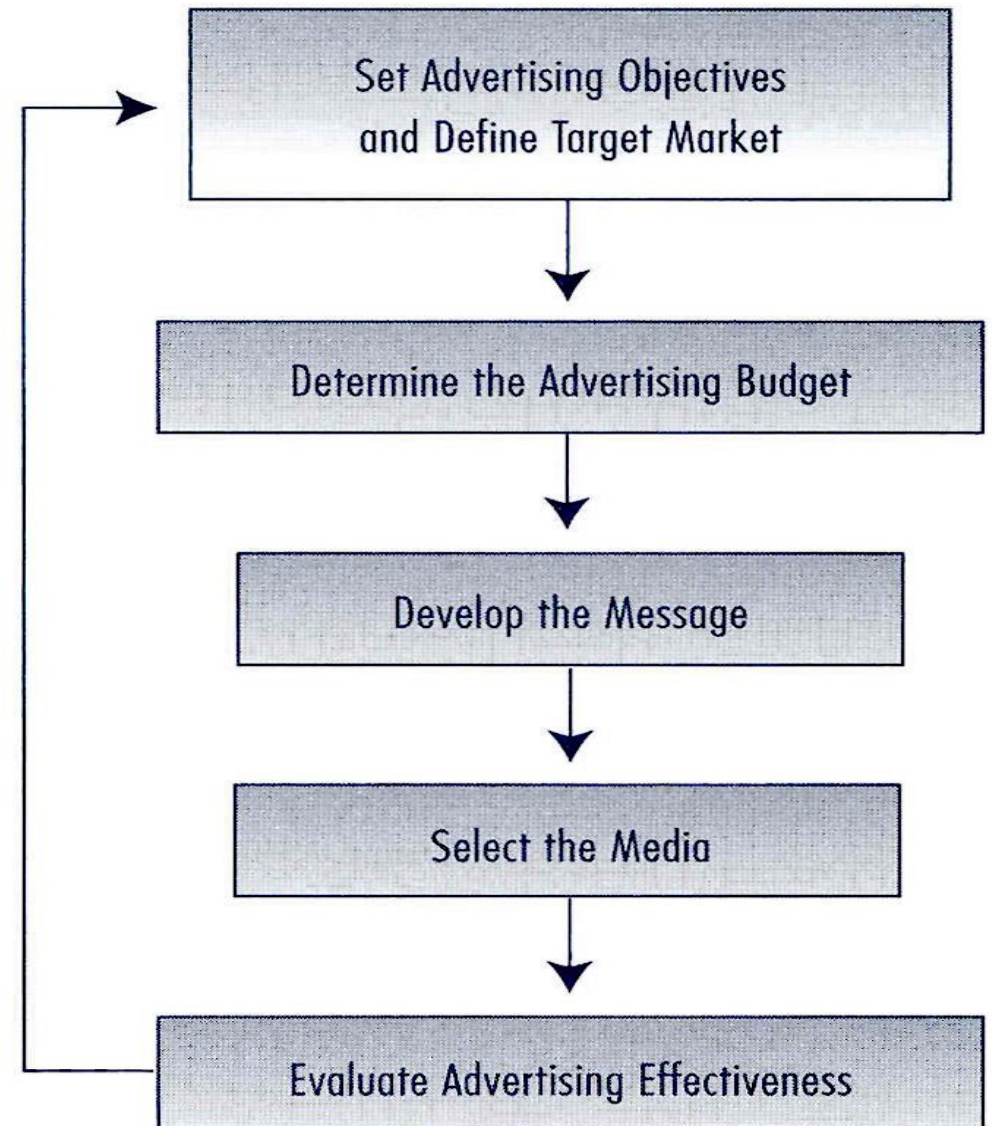 Set Advertising Objectives
and Define Target Market
Determine the Advertising Budget
Develop the Message
Select the Media
Evaluate Advertising Effectiveness